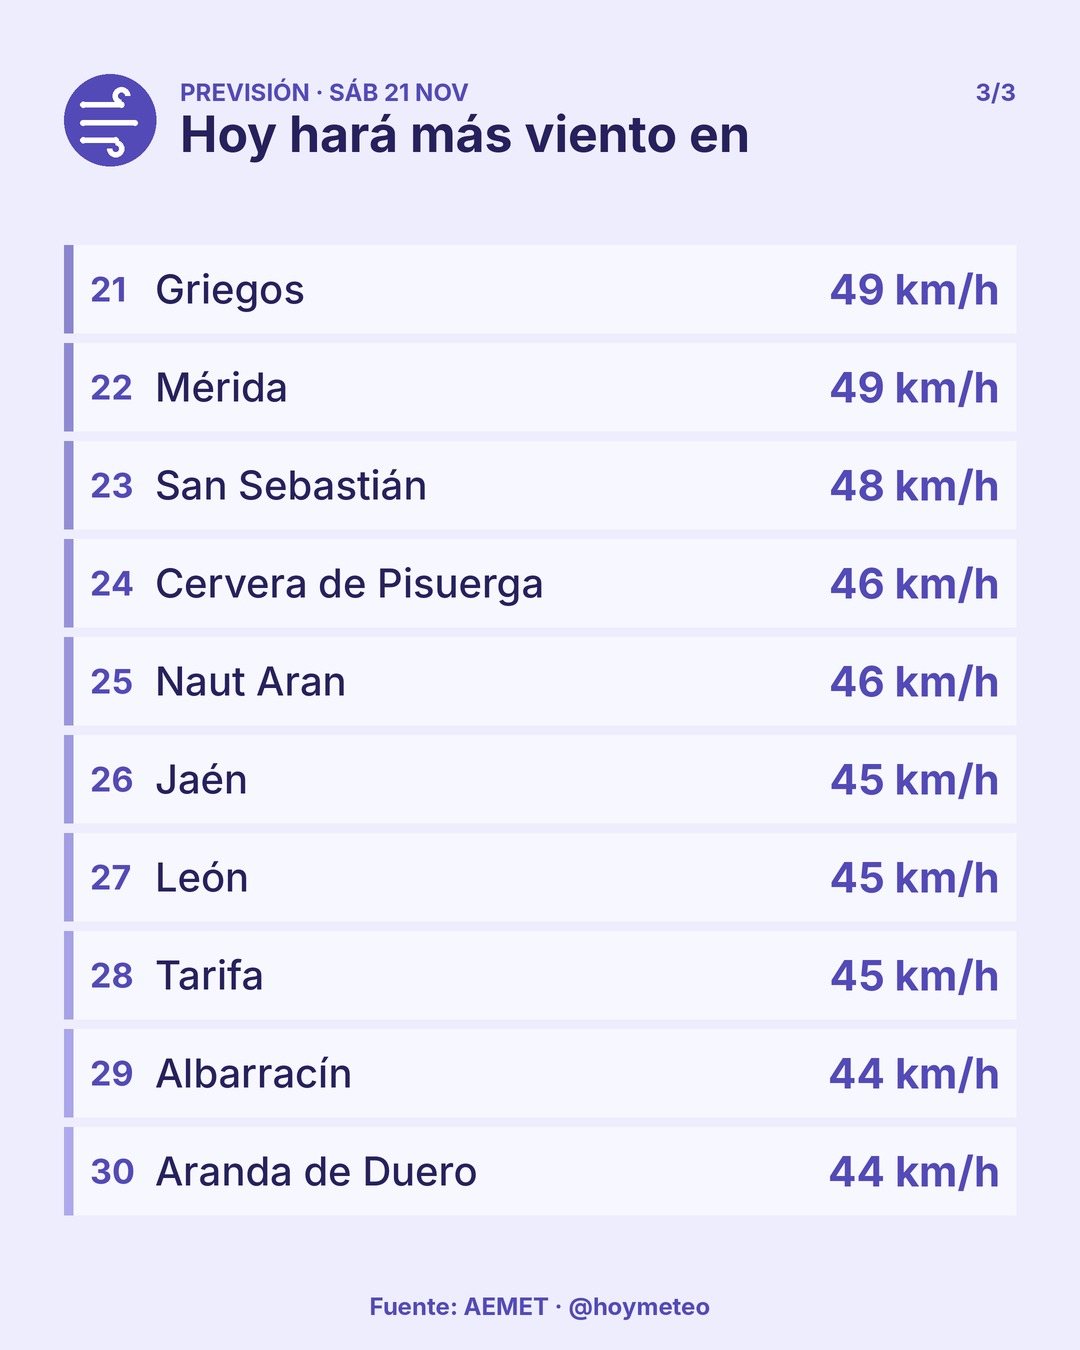 PREVISIÓN · SÁB 21 NOV
3/3
Hoy hará más viento en
21 Griegos 49 km/h
22 Mérida 49 km/h
23 San Sebastián 48 km/h
24 Cervera de Pisuerga 46 km/h
25 Naut Aran 46 km/h
26 Jaén 45 km/h
27 León 45 km/h
28 Tarifa 45 km/h
29 Albarracín 44 km/h
30 Aranda de Duero 44 km/h
Fuente: AEMET · @hoymeteo